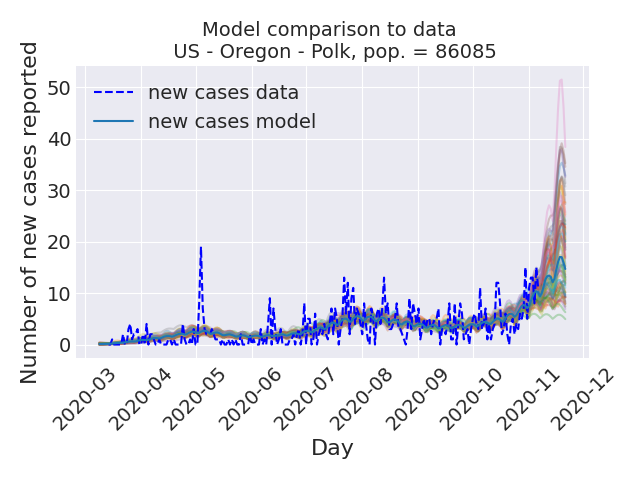 Model comparison to data
US - Oregon - Polk, pop. = 86085
Number of new cases reported
50
40
30
20
10
0
new cases data
new cases model
2020-03
2020-04
2020-05
2020-06
2020-07
2020-08
2020-09
2020-10
2020-11
2020-12
Day